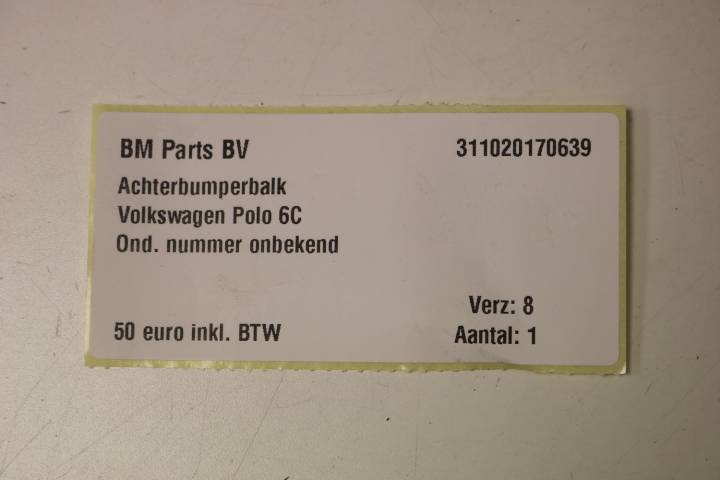 BM Parts BV 311020170639
Achterbumperbalk
Volkswagen Polo 6C
Ond. nummer onbekend
Verz: 8
50 euro inkl. BTW Aantal: 1